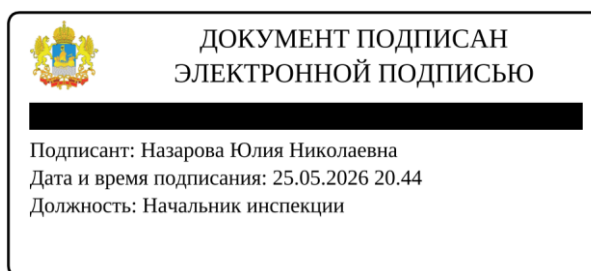 ДОКУМЕНТ ПОДПИСАН
ЭЛЕКТРОННОЙ ПОДПИСЬЮ
Подписант: Назарова Юлия Николаевна
Дата и время подписания: 25.05.2026 20.44
Должность: Начальник инспекции